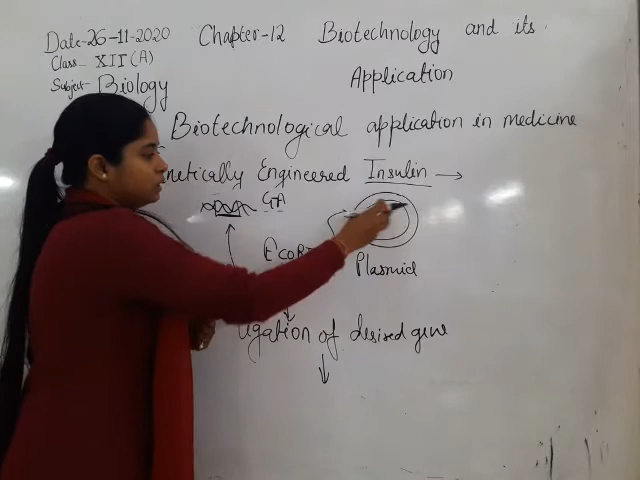 Date-26-11-2020 Chapter-12 Biotechnology and its
Class- XII (A)
Subject- Biology Application
Biotechnological application in medicine
netically Engineered Insulin →
GA
EcoR
Plasmid
igation of desired gene